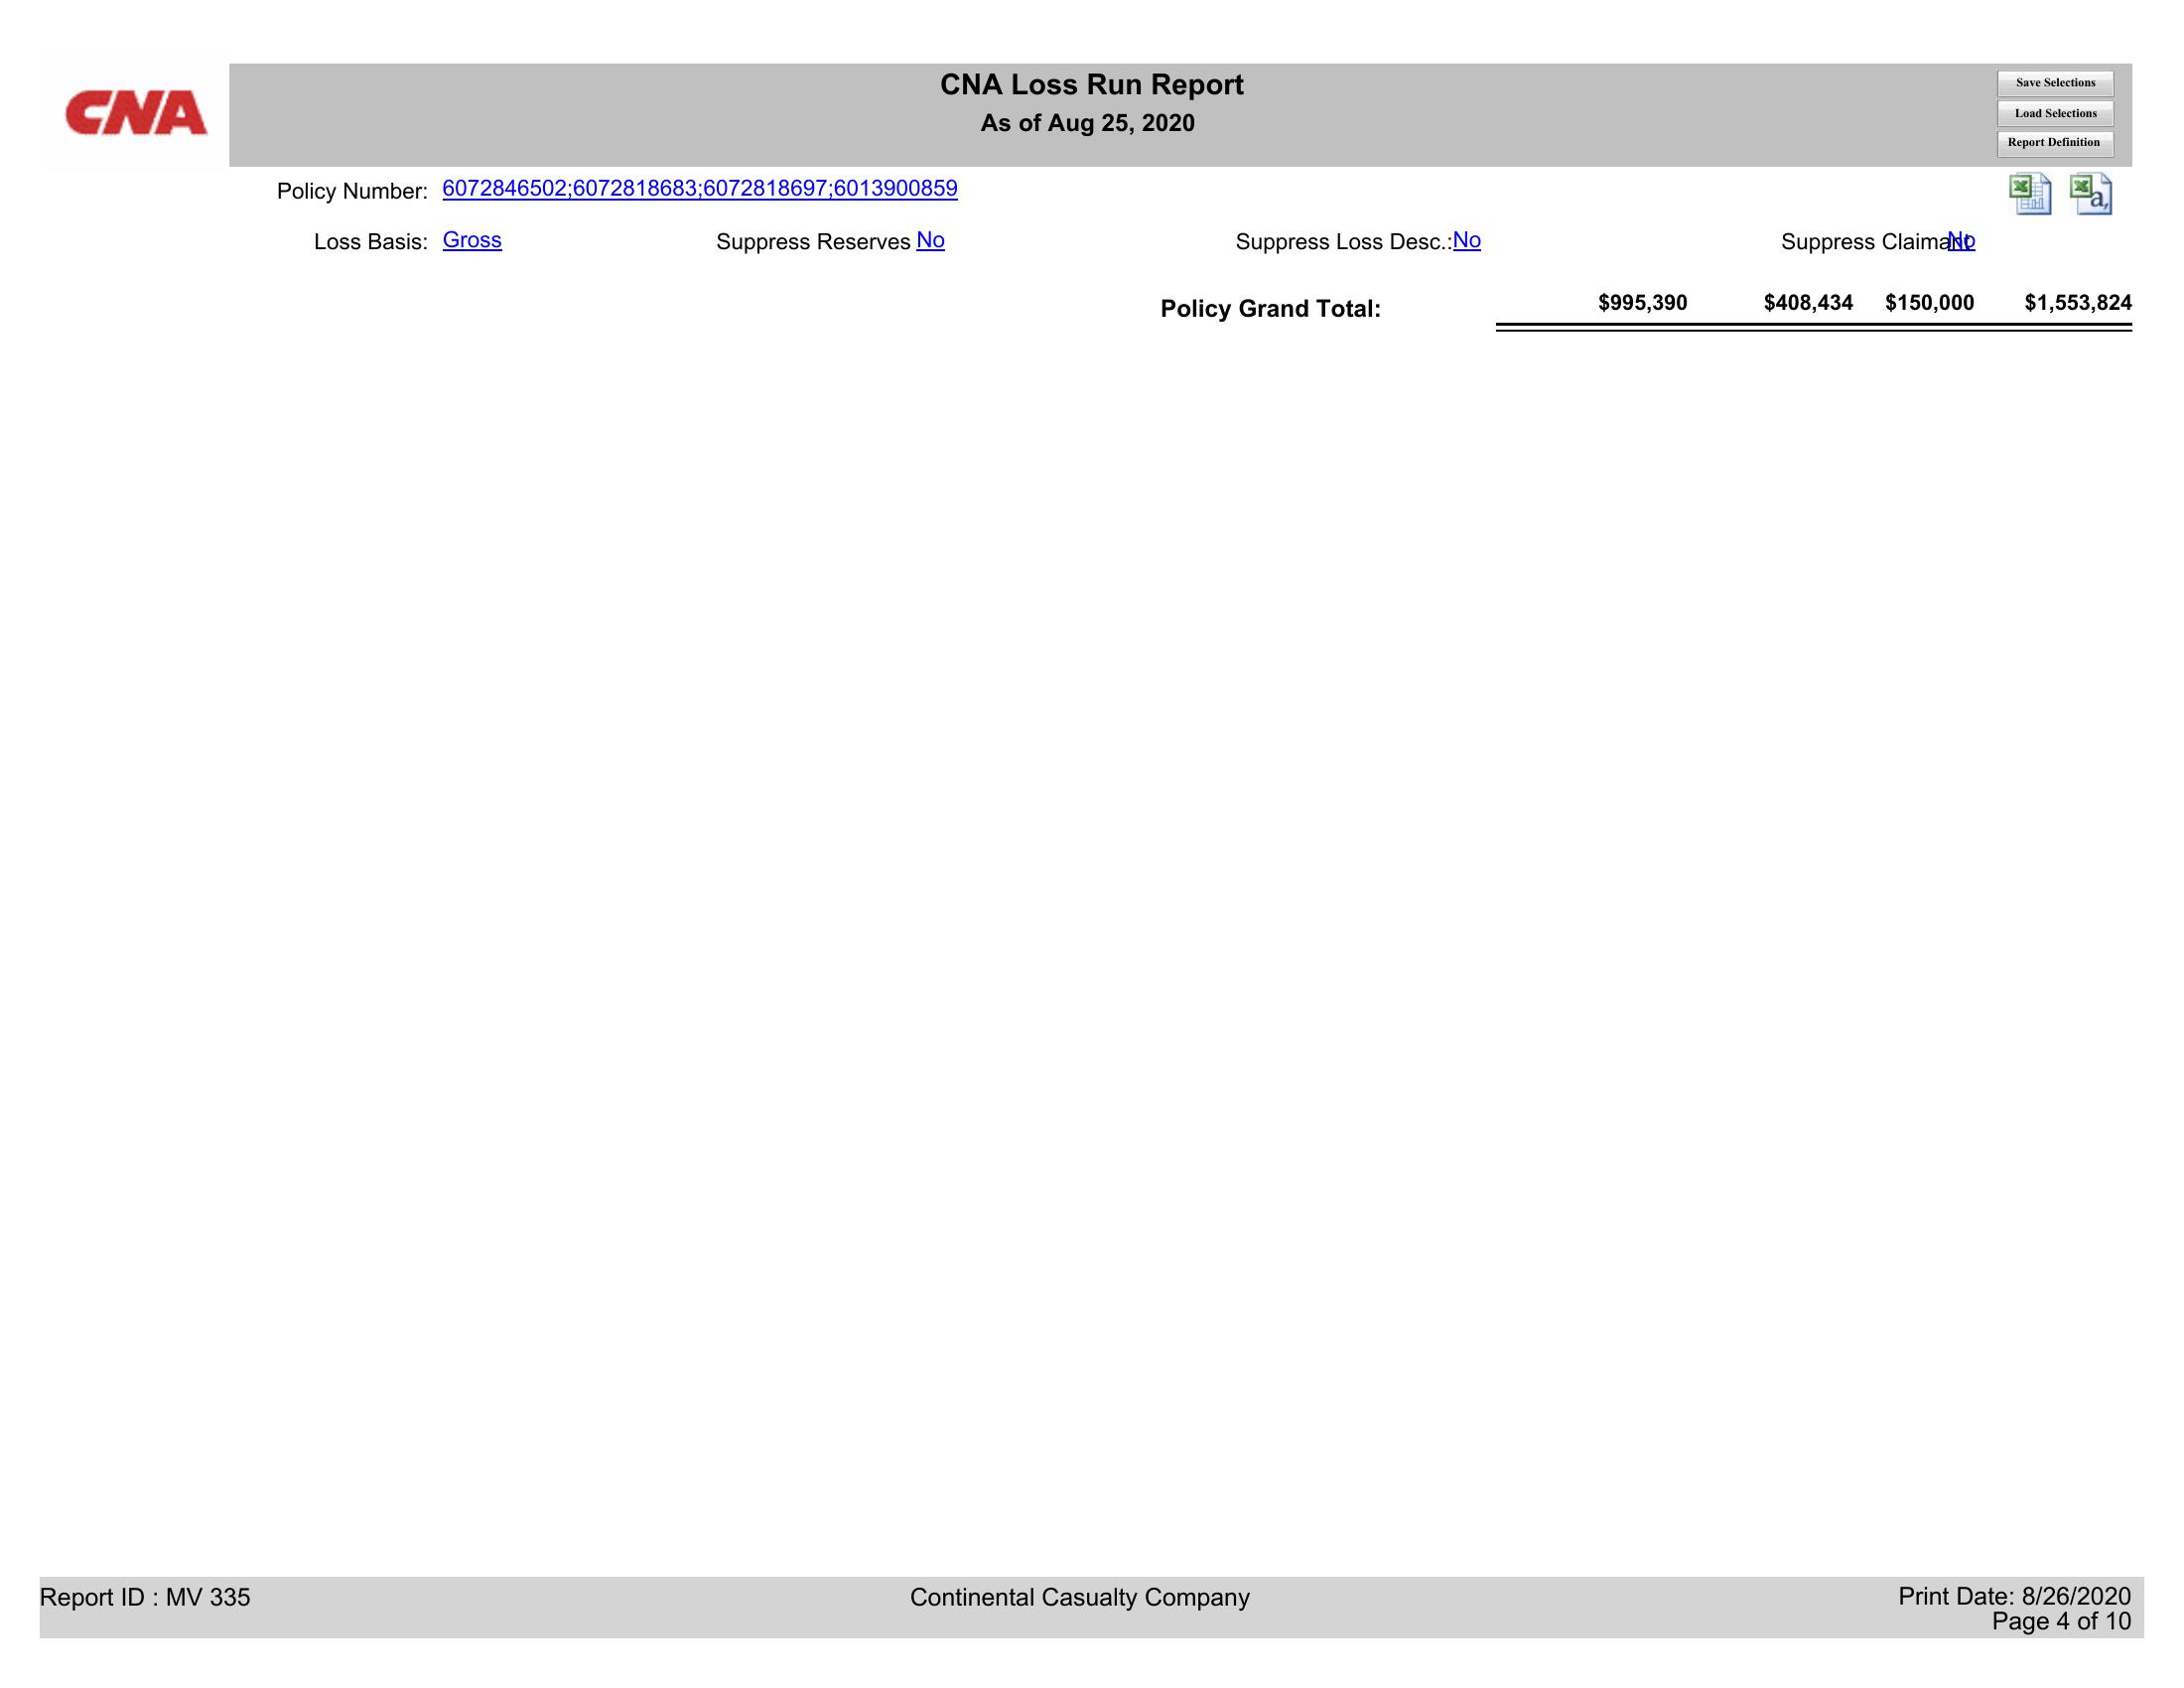 CNA
CNA Loss Run Report
As of Aug 25, 2020
Save Selections
Load Selections
Report Definition
Policy Number: 6072846502;6072818683;6072818697;6013900859
Loss Basis: Gross Suppress Reserves No Suppress Loss Desc.:No Suppress Claimant No
Policy Grand Total: $995,390 $408,434 $150,000 $1,553,824
Report ID : MV 335 Continental Casualty Company Print Date: 8/26/2020
Page 4 of 10